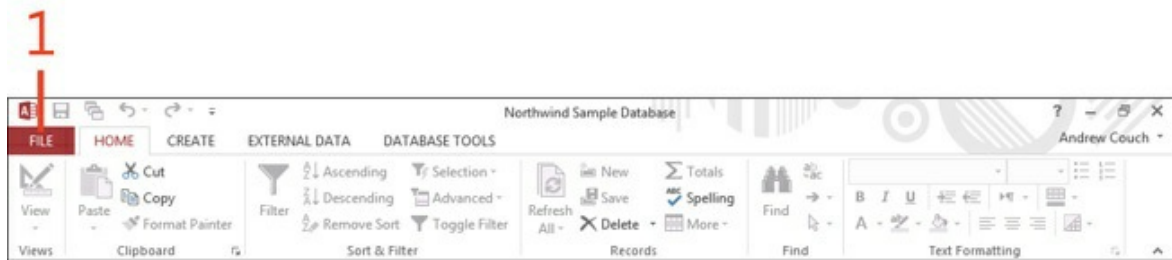 1
Northwind Sample Database
?
FILE HOME CREATE EXTERNAL DATA DATABASE TOOLS
Andrew Couch
View
Paste
Cut
Copy
Format Painter
Filter
Ascending
Descending
Remove Sort
Selection
Advanced
Toggle Filter
Refresh
All
New
Save
Delete
Totals
Spelling
More
Find
B I U
A
Views Clipboard Sort & Filter Records Find Text Formatting